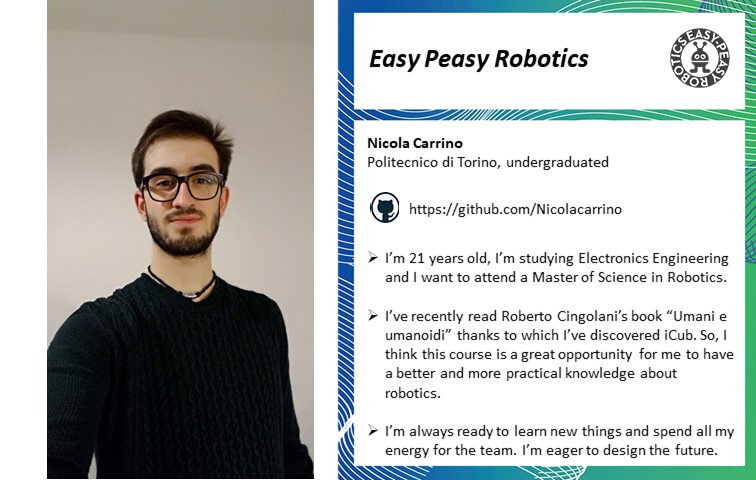 Easy Peasy Robotics
EASY-PEASY ROBOTICS
Nicola Carrino
Politecnico di Torino, undergraduated
https://github.com/Nicolacarrino
➢ I’m 21 years old, I’m studying Electronics Engineering
and I want to attend a Master of Science in Robotics.
➢ I’ve recently read Roberto Cingolani’s book “Umani e
umanoidi” thanks to which I’ve discovered iCub. So, I
think this course is a great opportunity for me to have
a better and more practical knowledge about
robotics.
➢ I’m always ready to learn new things and spend all my
energy for the team. I’m eager to design the future.